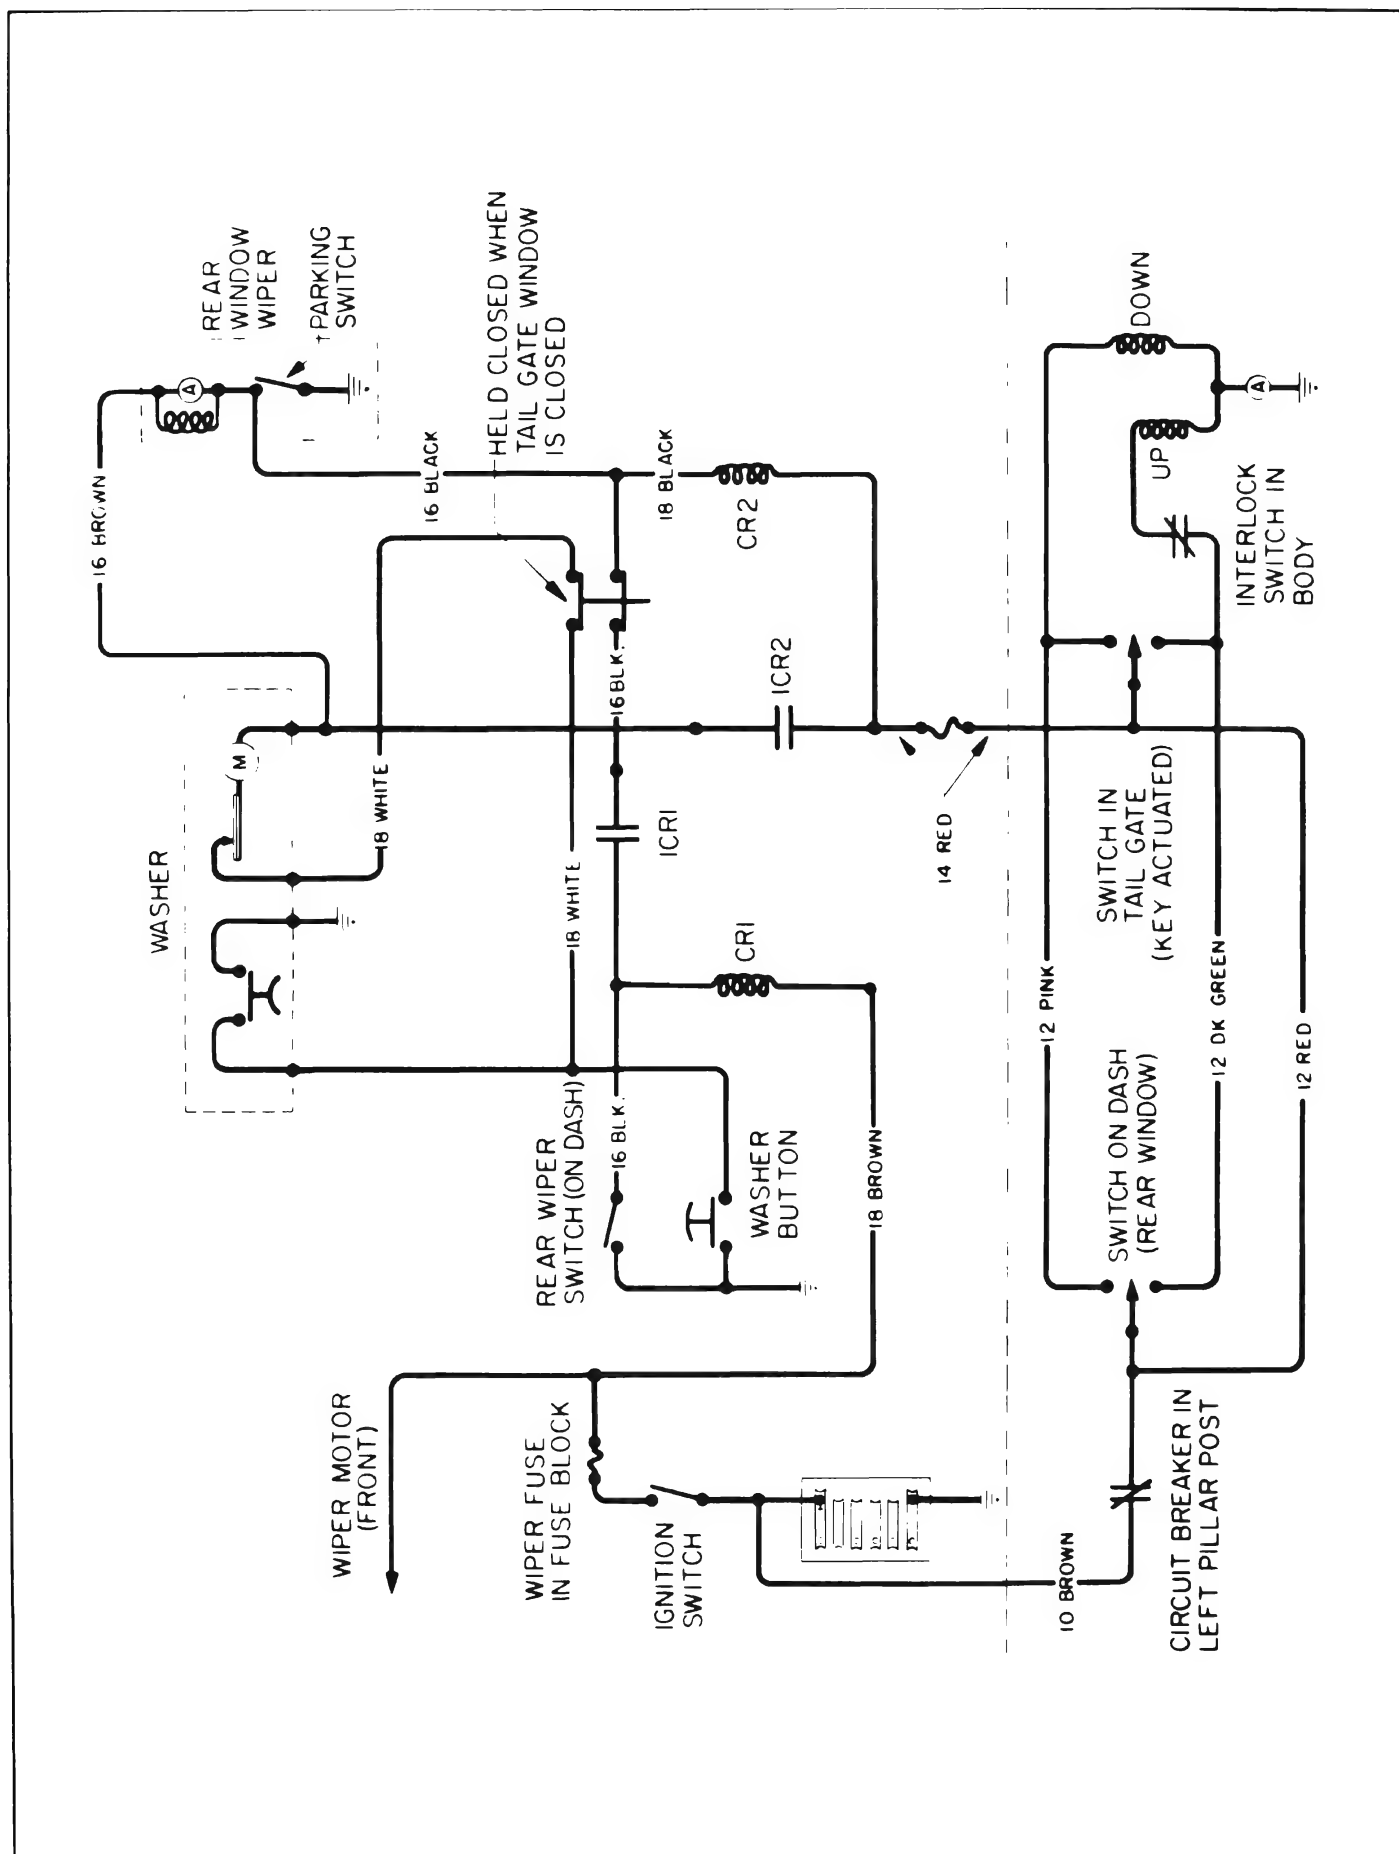 WIPER MOTOR
(FRONT)
WIPER FUSE
IN FUSE BLOCK
IGNITION
SWITCH
10 BROWN
CIRCUIT BREAKER IN
LEFT PILLAR POST
REAR WIPER
SWITCH (ON DASH)
16 BLK.
WASHER
BUTTON
18 BROWN
12 PINK
SWITCH ON DASH
(REAR WINDOW)
12 DK GREEN
12 RED
WASHER
M
18 WHITE
18 WHITE
1CR1
CR1
14 RED
SWITCH IN
TAIL GATE
(KEY ACTUATED)
16 BROWN
16 BLK.
1CR2
REAR
WINDOW
WIPER
PARKING
SWITCH
A
16 BLACK
HELD CLOSED WHEN
TAIL GATE WINDOW
IS CLOSED
18 BLACK
CR2
UP
DOWN
A
INTERLOCK
SWITCH IN
BODY